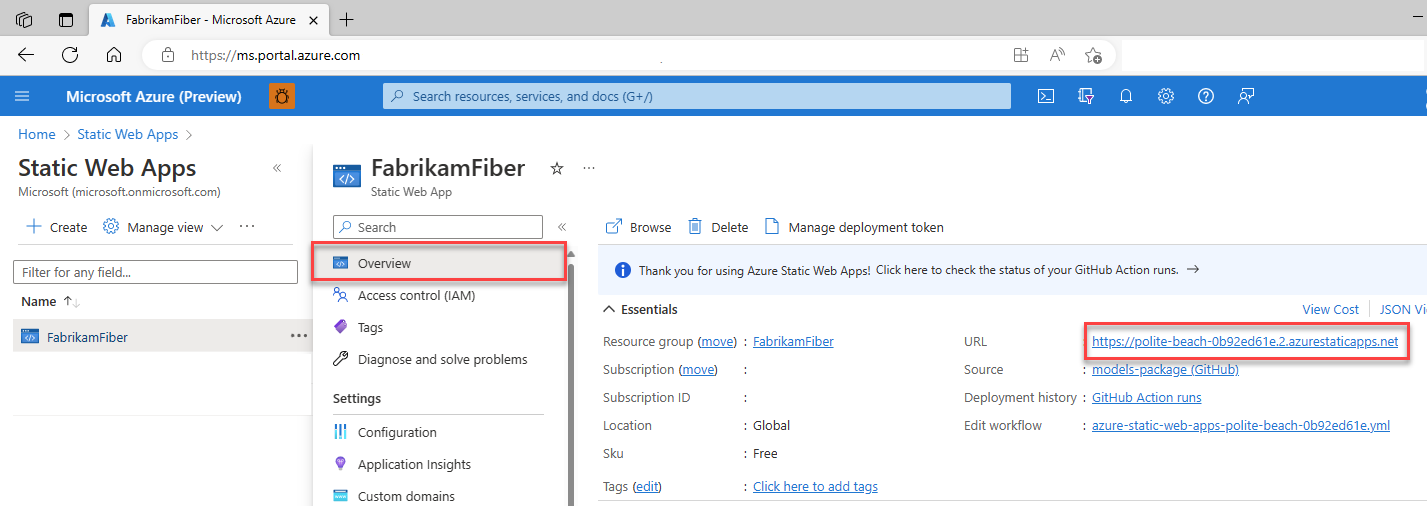 FabrikamFiber - Microsoft Azure
https://ms.portal.azure.com
Microsoft Azure (Preview)
Search resources, services, and docs (G+/)
Home > Static Web Apps >
Static Web Apps
Microsoft (microsoft.onmicrosoft.com)
+ Create Manage view ...
Filter for any field...
Name ↑↓
FabrikamFiber ...
FabrikamFiber ...
Static Web App
Search
Overview
Access control (IAM)
Tags
Diagnose and solve problems
Settings
Configuration
Application Insights
Custom domains
Browse Delete Manage deployment token
Thank you for using Azure Static Web Apps! Click here to check the status of your GitHub Action runs. →
Essentials
View Cost JSON Vi
Resource group (move) : FabrikamFiber
Subscription (move) :
Subscription ID :
Location : Global
Sku : Free
Tags (edit) : Click here to add tags
URL : https://polite-beach-0b92ed61e.2.azurestaticapps.net
Source : models-package (GitHub)
Deployment history : GitHub Action runs
Edit workflow : azure-static-web-apps-polite-beach-0b92ed61e.yml